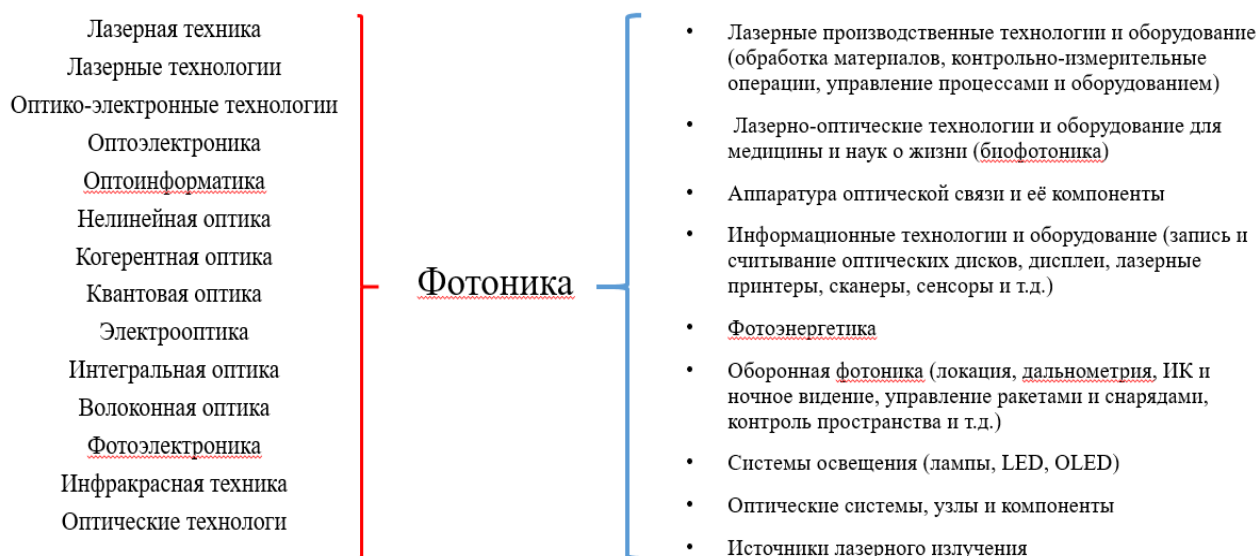 Лазерная техника
Лазерные технологии
Оптико-электронные технологии
Оптоэлектроника
Оптоинформатика
Нелинейная оптика
Когерентная оптика
Квантовая оптика
Электрооптика
Интегральная оптика
Волоконная оптика
Фотоэлектроника
Инфракрасная техника
Оптические технологи
Фотоника
• Лазерные производственные технологии и оборудование
(обработка материалов, контрольно-измерительные
операции, управление процессами и оборудованием)
• Лазерно-оптические технологии и оборудование для
медицины и наук о жизни (биофотоника)
• Аппаратура оптической связи и её компоненты
• Информационные технологии и оборудование (запись и
считывание оптических дисков, дисплеи, лазерные
принтеры, сканеры, сенсоры и т.д.)
• Фотоэнергетика
• Оборонная фотоника (локация, дальнометрия, ИК и
ночное видение, управление ракетами и снарядами,
контроль пространства и т.д.)
• Системы освещения (лампы, LED, OLED)
• Оптические системы, узлы и компоненты
• Источники лазерного излучения